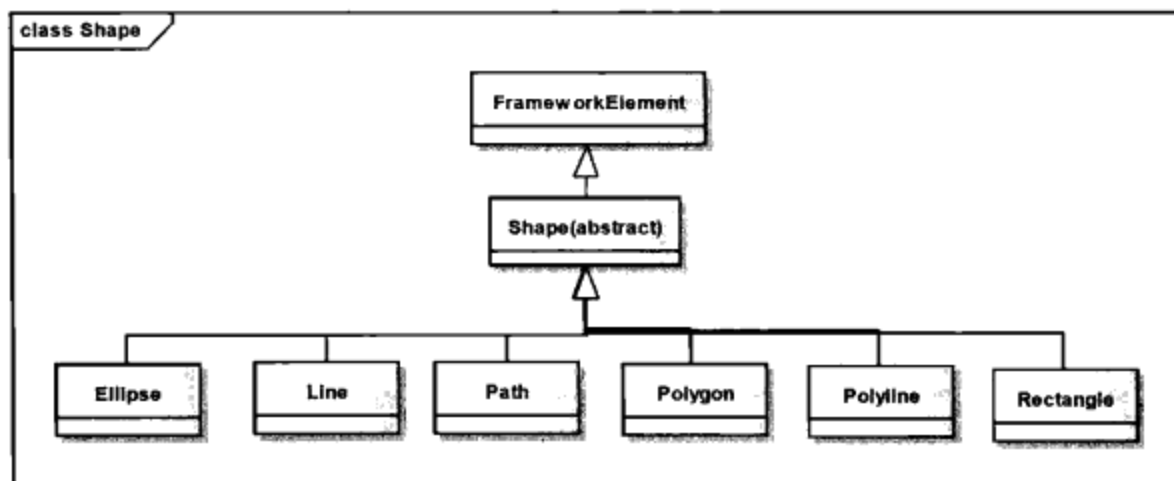 class Shape
FrameworkElement
Shape(abstract)
Ellipse
Line
Path
Polygon
Polyline
Rectangle